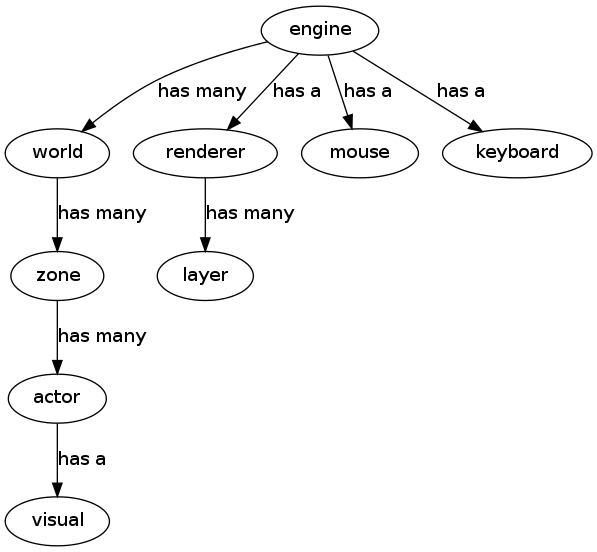 engine
has many
has a
has a
has a
world
renderer
mouse
keyboard
has many
has many
zone
layer
has many
actor
has a
visual